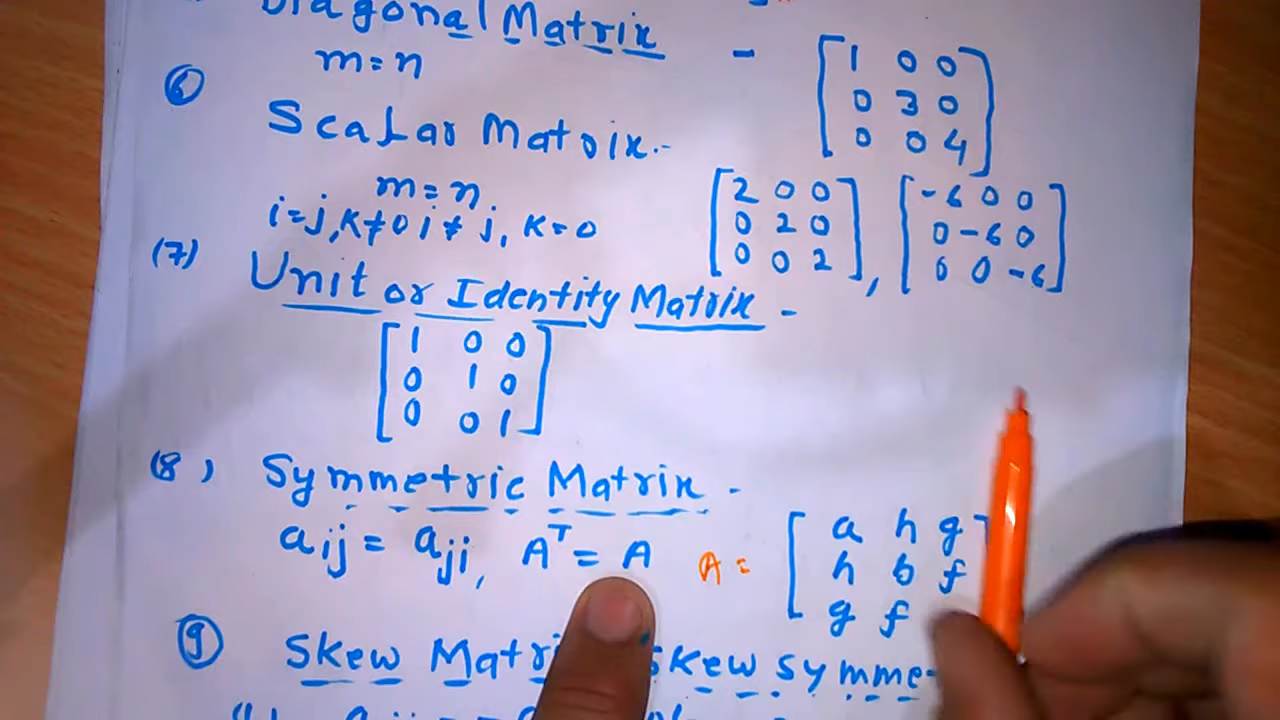 Diagonal Matrix -
m=n
[1 0 0
0 3 0
0 0 4]
⑥
Scalar Matrix.-
m=n
i=j, K≠0 i≠j, K=0
[2 0 0
0 2 0
0 0 2],
[-6 0 0
0 -6 0
0 0 -6]
(7) Unit or Identity Matrix -
[1 0 0
0 1 0
0 0 1]
(8) Symmetric Matrix -
aij = aji, Aᵀ = A
A = [a h g]
h b f
g f
⑨ Skew Matri skew symme-